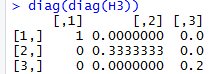 > diag(diag(H3))
     [,1]      [,2] [,3]
[1,]    1 0.0000000  0.0
[2,]    0 0.3333333  0.0
[3,]    0 0.0000000  0.2